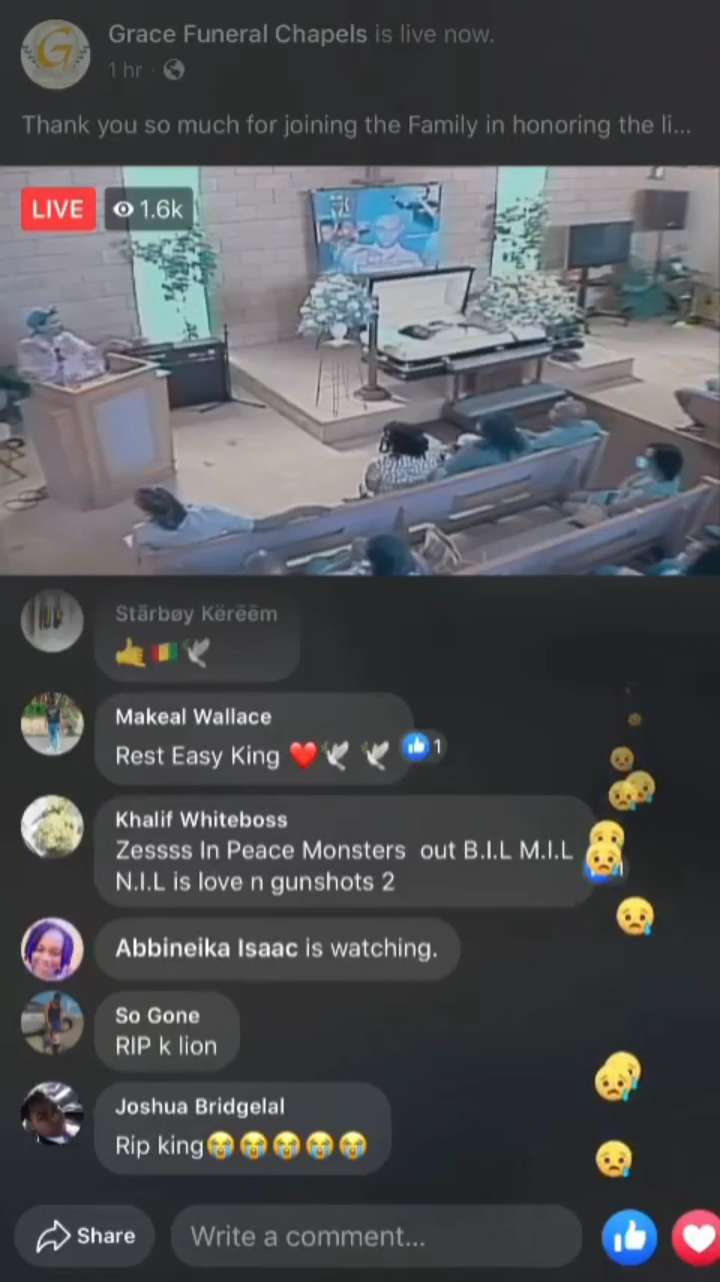 G
Grace Funeral Chapels is live now.
1 hr ·
Thank you so much for joining the Family in honoring the li...
LIVE 1.6k
Stärbøy Kërëëm
Makeal Wallace
Rest Easy King
1
Khalif Whiteboss
Zessss In Peace Monsters out B.I.L M.I.L
N.I.L is love n gunshots 2
Abbineika Isaac is watching.
So Gone
RIP k lion
Joshua Bridgelal
Rip king
Share
Write a comment...